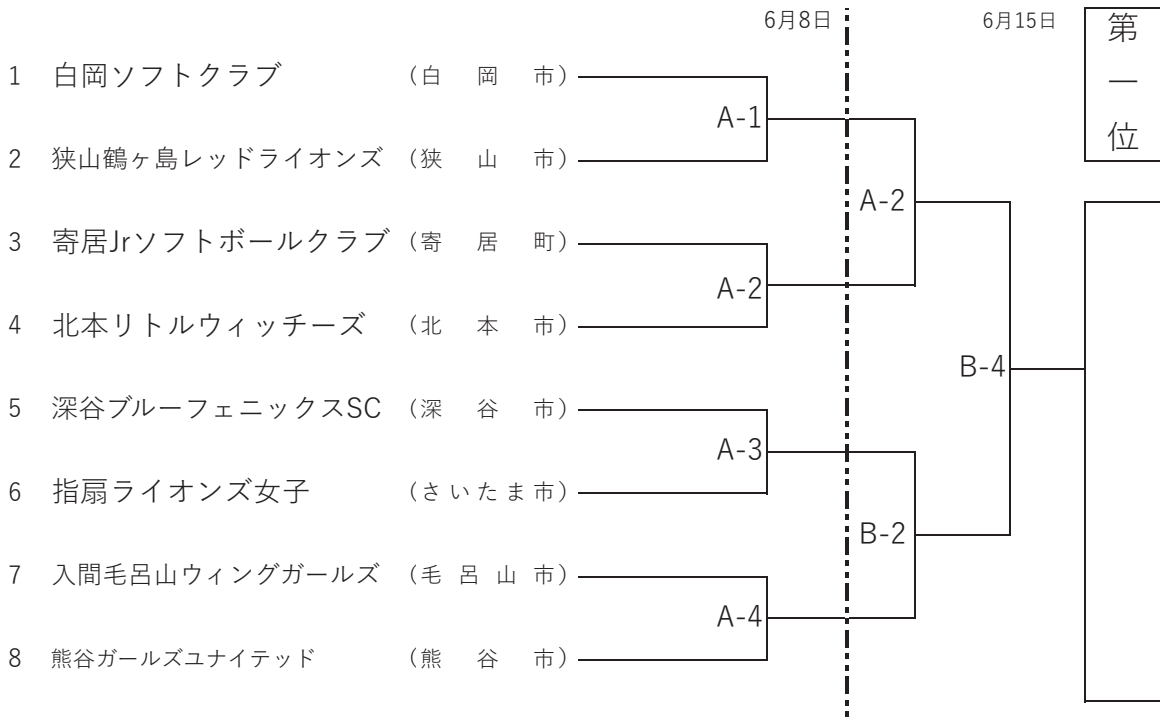 6月8日
6月15日
第一位
1 白岡ソフトクラブ （白岡市）
A-1
2 狭山鶴ヶ島レッドライオンズ （狭山市）
A-2
3 寄居Jrソフトボールクラブ （寄居町）
A-2
4 北本リトルウィッチーズ （北本市）
B-4
5 深谷ブルーフェニックスSC （深谷市）
A-3
6 指扇ライオンズ女子 （さいたま市）
B-2
7 入間毛呂山ウィングガールズ （毛呂山市）
A-4
8 熊谷ガールズユナイテッド （熊谷市）